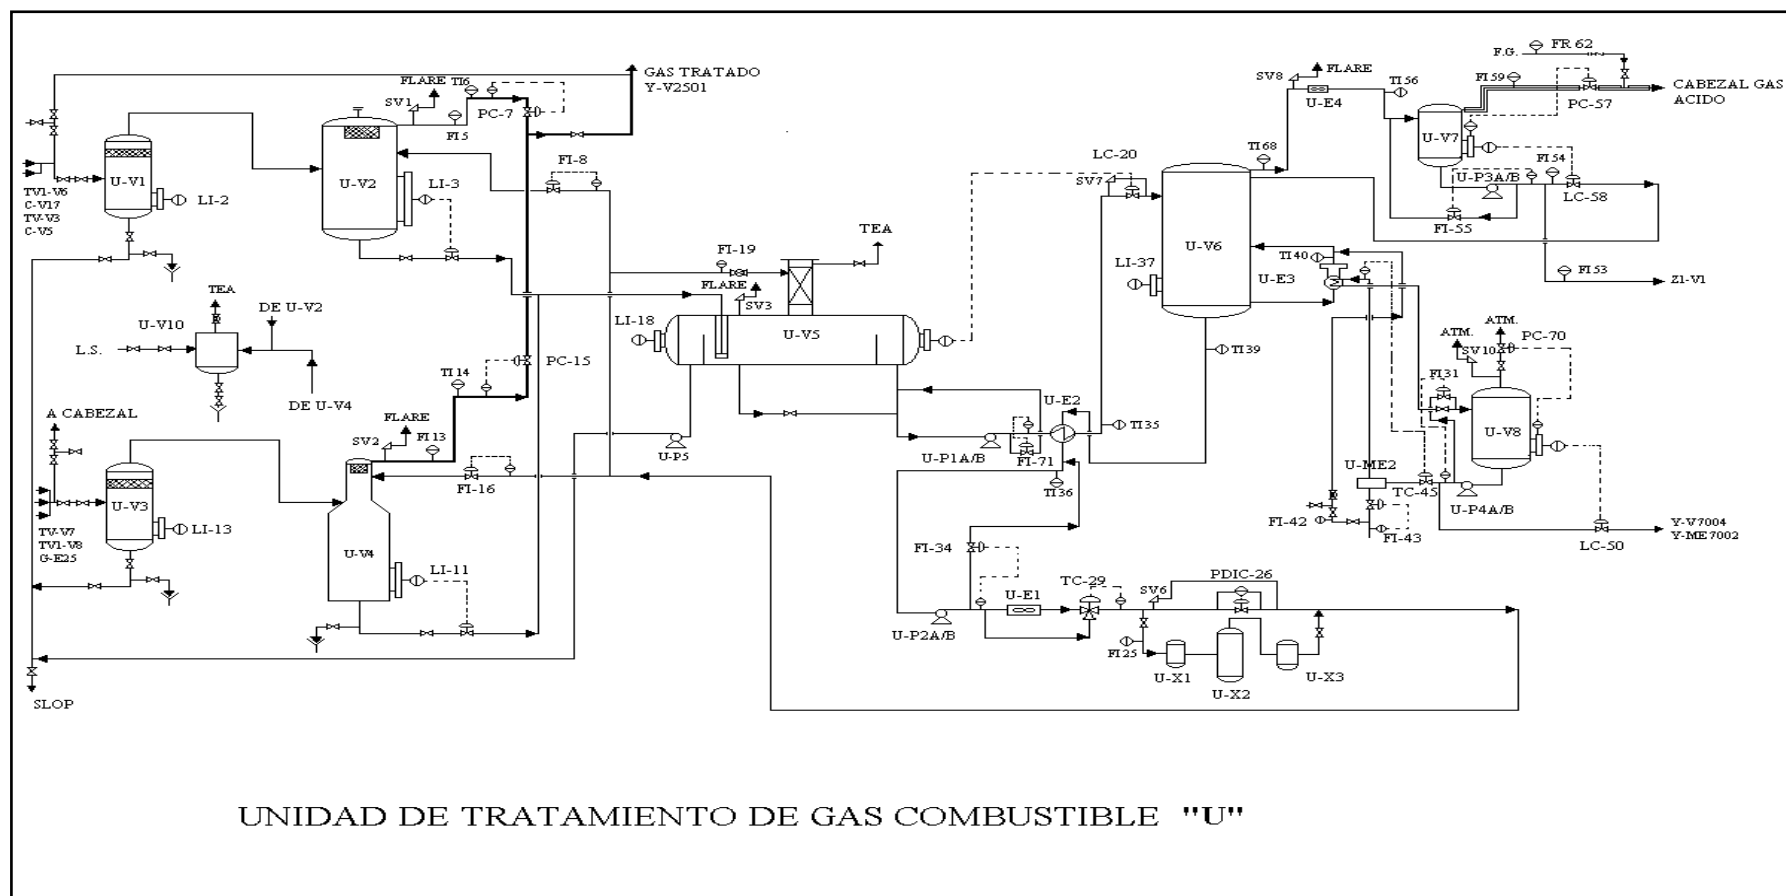 F.G.
FR 62
GAS TRATADO
Y-V2501
FLARE
TI6
SV1
FI5
PC-7
SV8
FLARE
TI56
U-E4
FI59
PC-57
CABEZAL GAS
ACIDO
U-V1
TV1-V6
C-V17
TV-V3
C-V5
LI-2
U-V2
LI-3
FI-8
LC-20
SV7
TI68
U-V7
FI54
U-P3A/B
LC-58
FI-55
FI53
Z1-V1
TEA
FI-19
FLARE
SV3
U-V5
LI-18
U-V6
LI-37
TI40
U-E3
TI39
TEA
U-V10
DE U-V2
L.S.
DE U-V4
A CABEZAL
PC-15
TI14
FLARE
SV2
FI13
U-P5
U-E2
U-P1A/B
FI-71
TI35
TI36
ATM.
ATM.
SV10
PC-70
FI31
U-V8
U-ME2
TC-45
U-P4A/B
FI-42
FI-43
LC-50
Y-V7004
Y-ME7002
U-V3
LI-13
TV-V7
TV1-V8
G-E25
FI-16
U-V4
LI-11
FI-34
U-E1
TC-29
SV6
PDIC-26
U-P2A/B
FI25
U-X1
U-X2
U-X3
SLOP
UNIDAD DE TRATAMIENTO DE GAS COMBUSTIBLE "U"